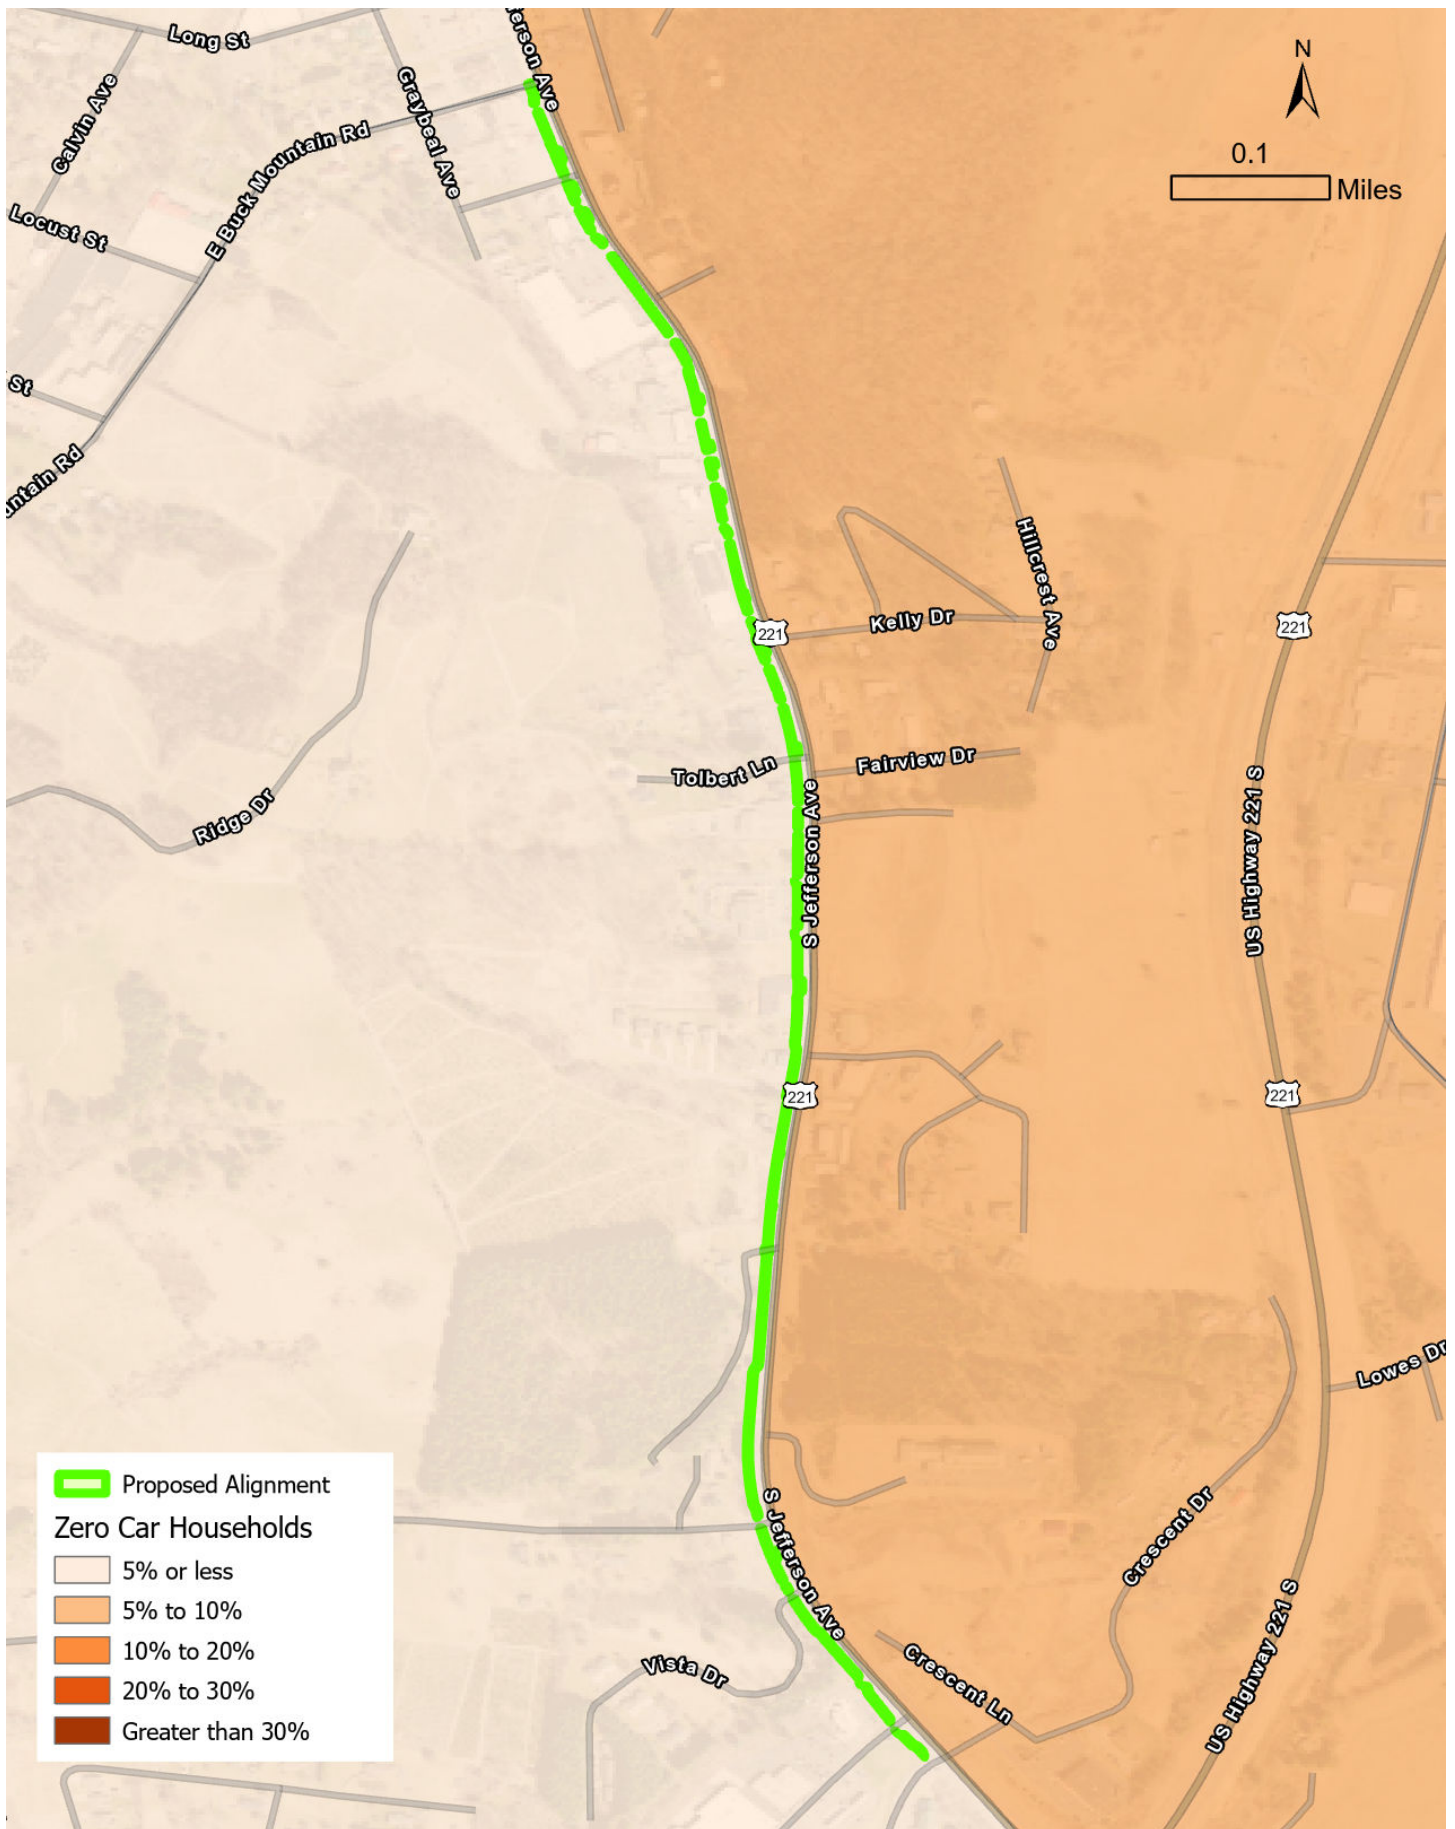 Long St
Calvin Ave
Graybeal Ave
E Buck Mountain Rd
Locust St
St
untain Rd
ferson Ave
N
0.1
Miles
Hillcrest Ave
Kelly Dr
221
221
Tolbert Ln
Fairview Dr
Ridge Dr
S Jefferson Ave
US Highway 221 S
221
221
Lowes Dr
S Jefferson Ave
Crescent Dr
Vista Dr
Crescent Ln
US Highway 221 S
Proposed Alignment
Zero Car Households
5% or less
5% to 10%
10% to 20%
20% to 30%
Greater than 30%